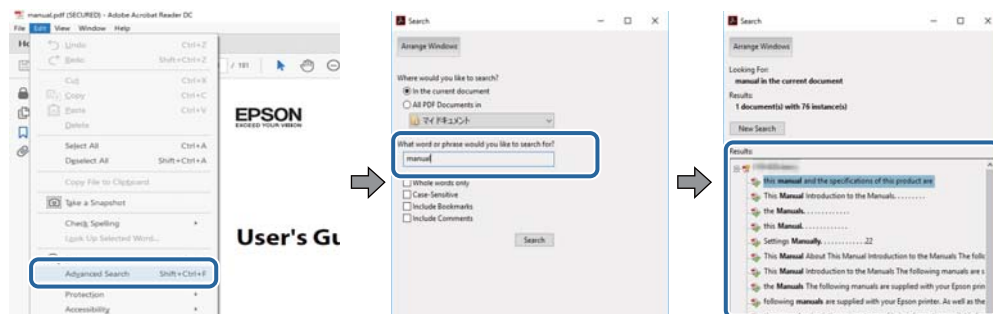 manual.pdf (SECURED) - Adobe Acrobat Reader DC
File Edit View Window Help
Undo Ctrl+Z
Redo Shift+Ctrl+Z
Cut Ctrl+X
Copy Ctrl+C
Paste Ctrl+V
Delete
Select All Ctrl+A
Deselect All Shift+Ctrl+A
Copy File to Clipboard
Take a Snapshot
Check Spelling
Look Up Selected Word...
Advanced Search Shift+Ctrl+F
Protection
Accessibility
/ 191
EPSON
EXCEED YOUR VISION
User's Gu
Search
Arrange Windows
Where would you like to search?
In the current document
All PDF Documents in
マイ ドキュメント
What word or phrase would you like to search for?
manual
Whole words only
Case-Sensitive
Include Bookmarks
Include Comments
Search
Search
Arrange Windows
Looking For:
manual in the current document
Results:
1 document(s) with 76 instance(s)
New Search
Results:
this manual and the specifications of this product are
This Manual Introduction to the Manuals.........
the Manuals.............
this Manual.............
Settings Manually.............22
This Manual About This Manual Introduction to the Manuals The follo
This Manual Introduction to the Manuals The following manuals are s
the Manuals The following manuals are supplied with your Epson prin
following manuals are supplied with your Epson printer. As well as the